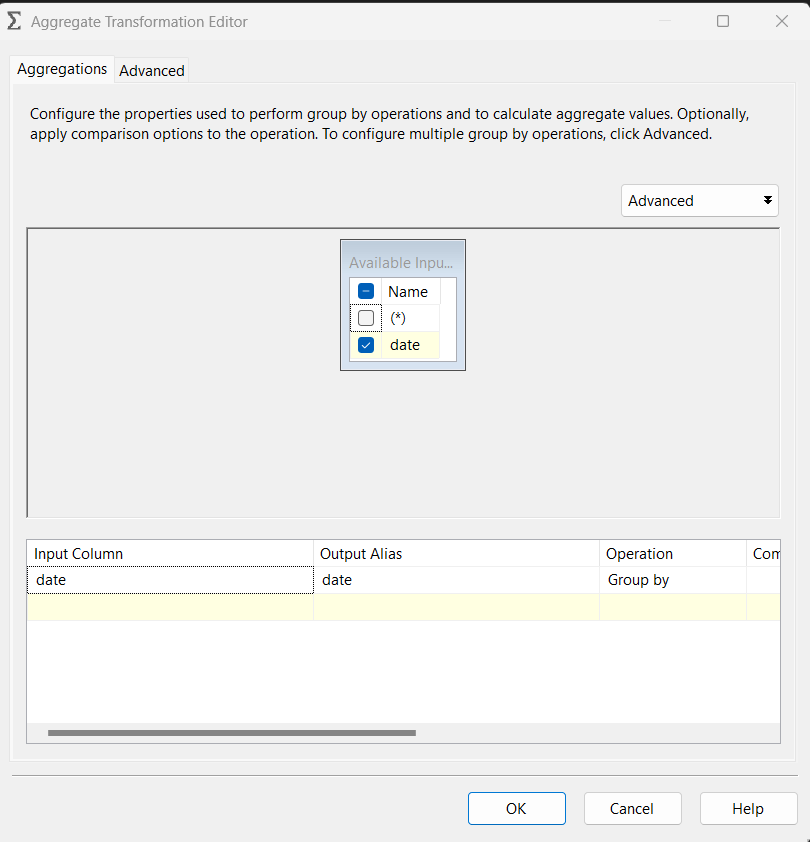 Aggregate Transformation Editor
Aggregations Advanced
Configure the properties used to perform group by operations and to calculate aggregate values. Optionally,
apply comparison options to the operation. To configure multiple group by operations, click Advanced.
Advanced
Available Inpu...
Name
(*)
date
Input Column Output Alias Operation Com
date date Group by
OK Cancel Help